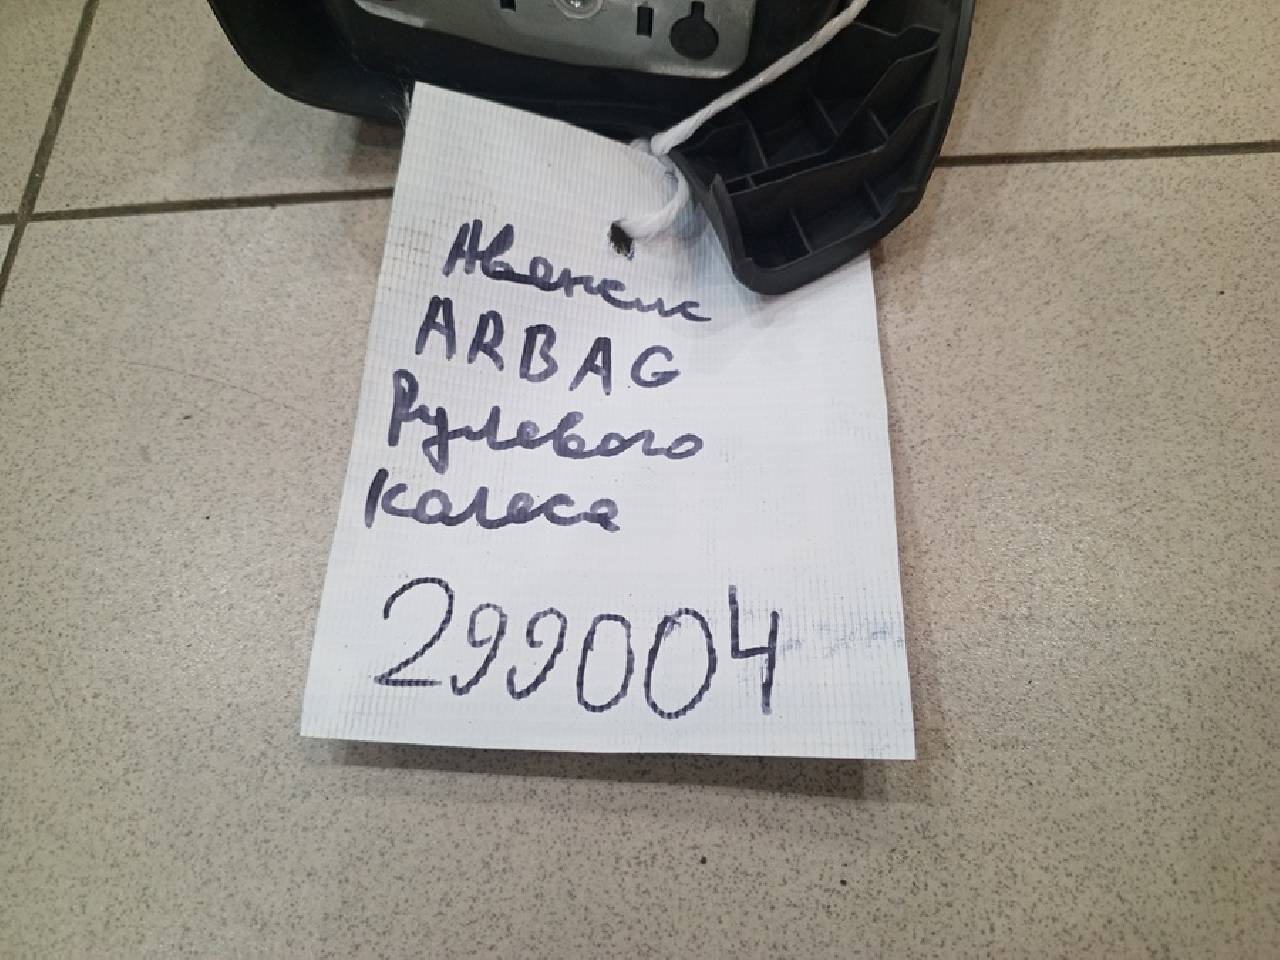 Авенсис
ARBAG
Рулевого
Колеса
299004